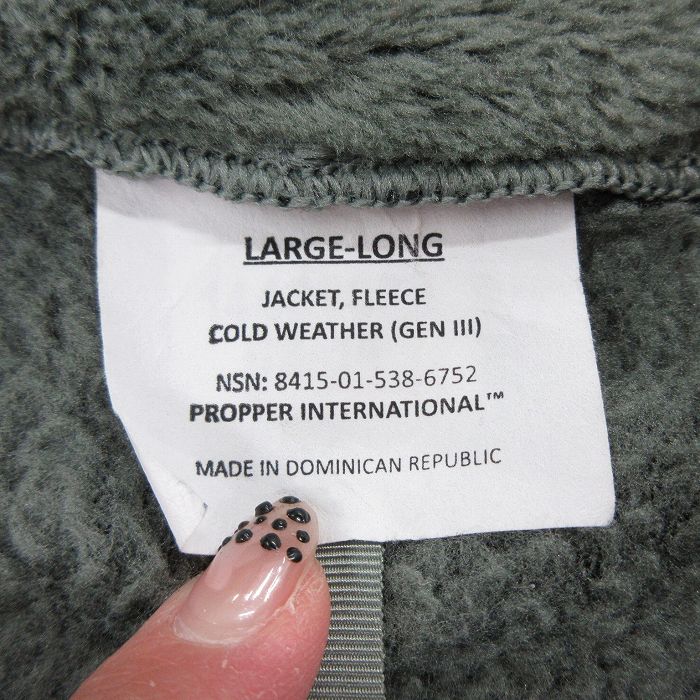 LARGE-LONG
JACKET, FLEECE
COLD WEATHER (GEN III)
NSN: 8415-01-538-6752
PROPPER INTERNATIONAL™
MADE IN DOMINICAN REPUBLIC